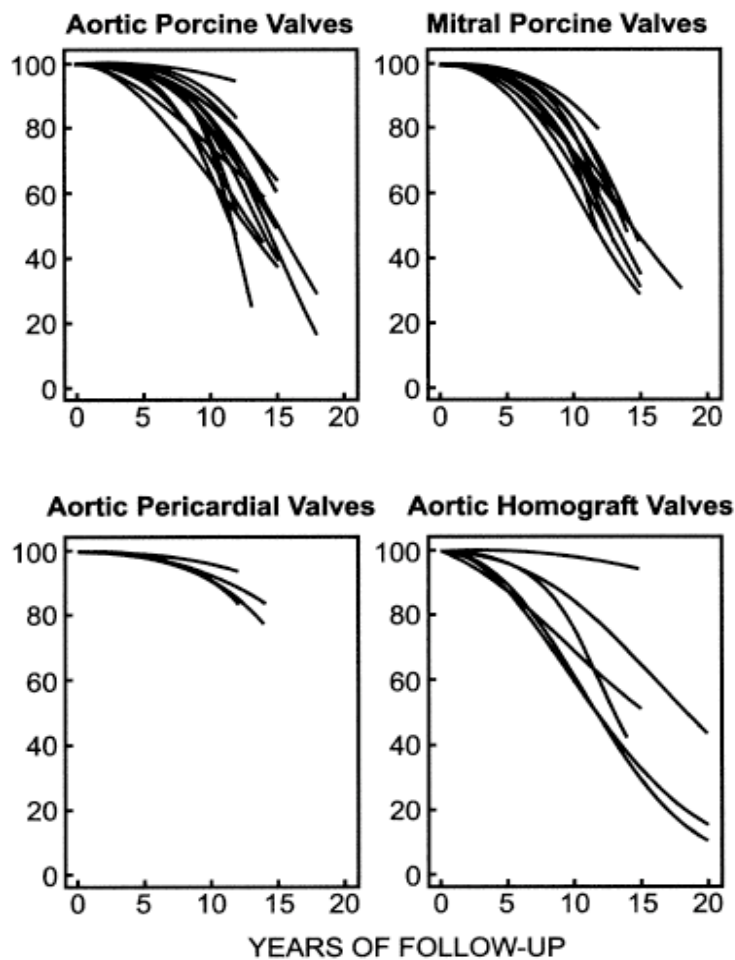 Aortic Porcine Valves
100
80
60
40
20
0
0 5 10 15 20
Mitral Porcine Valves
100
80
60
40
20
0
0 5 10 15 20
Aortic Pericardial Valves
100
80
60
40
20
0
0 5 10 15 20
Aortic Homograft Valves
100
80
60
40
20
0
0 5 10 15 20
YEARS OF FOLLOW-UP